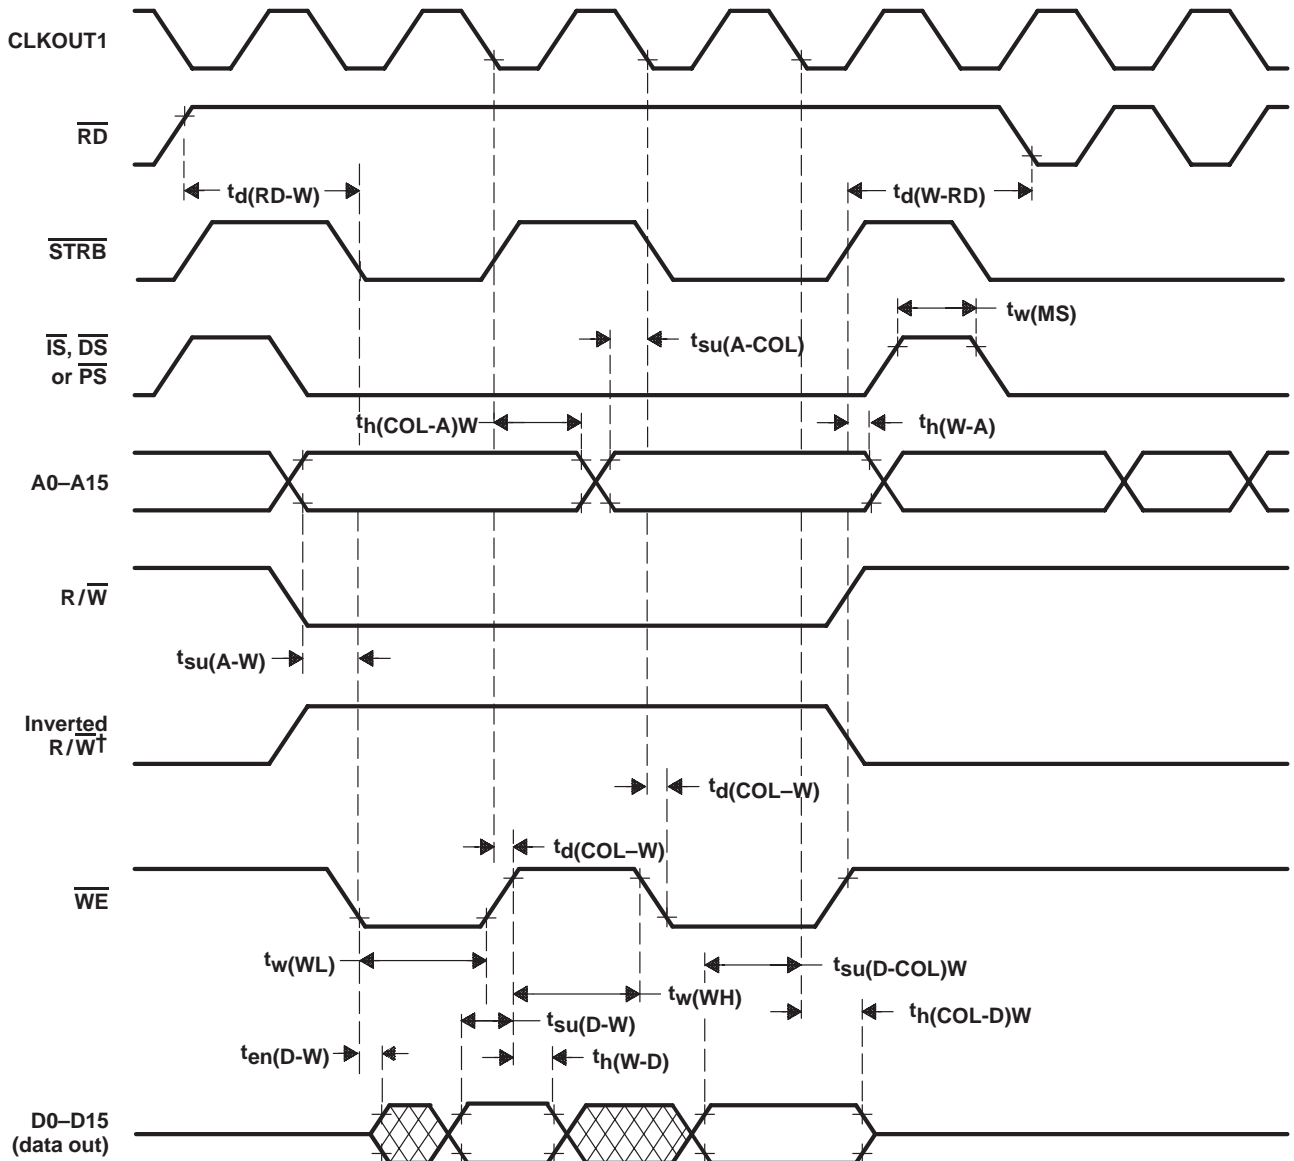 CLKOUT1
RD
td(RD-W)
td(W-RD)
STRB
tw(MS)
IS, DS
or PS
tsu(A-COL)
th(COL-A)W
th(W-A)
A0–A15
R/W
tsu(A-W)
Inverted
R/W†
td(COL–W)
td(COL–W)
WE
tw(WL)
tsu(D-COL)W
tw(WH)
th(COL-D)W
tsu(D-W)
ten(D-W)
th(W-D)
D0–D15
(data out)